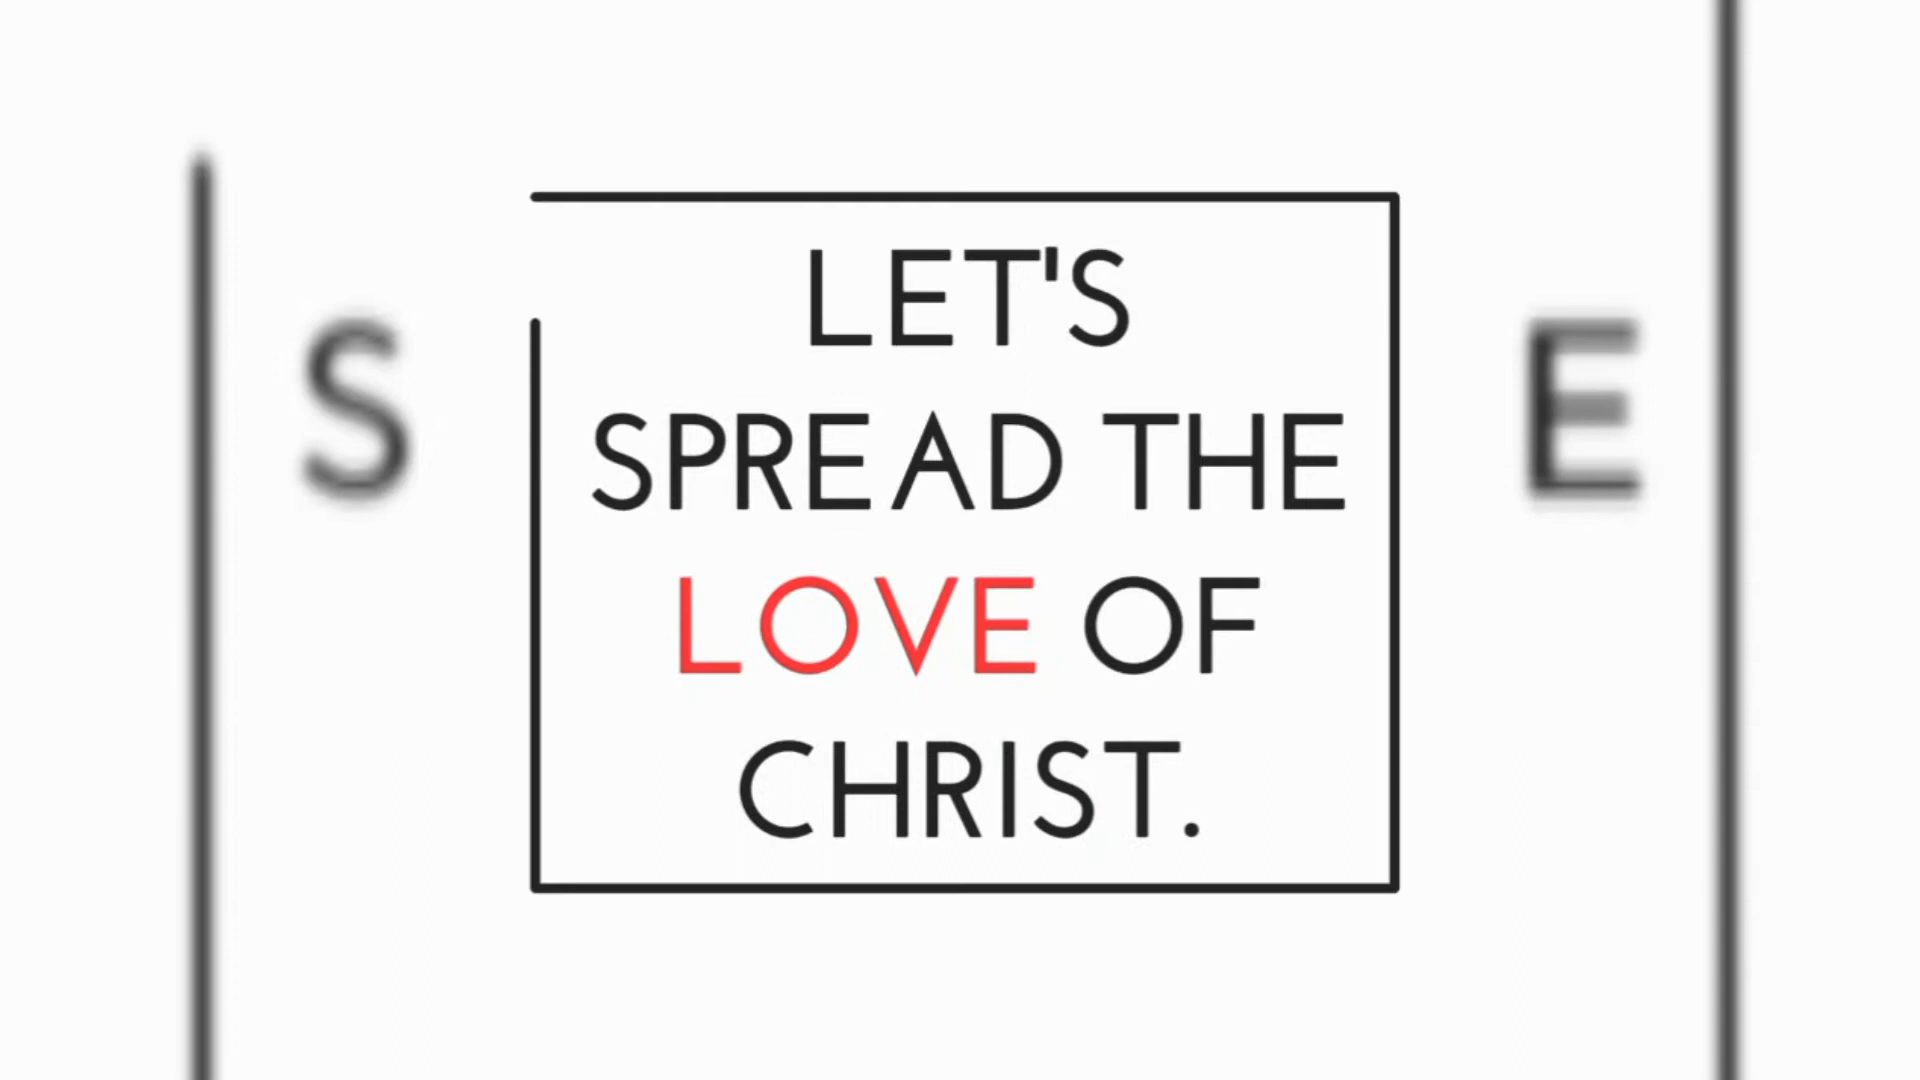 LET'S
SPREAD THE
LOVE OF
CHRIST.